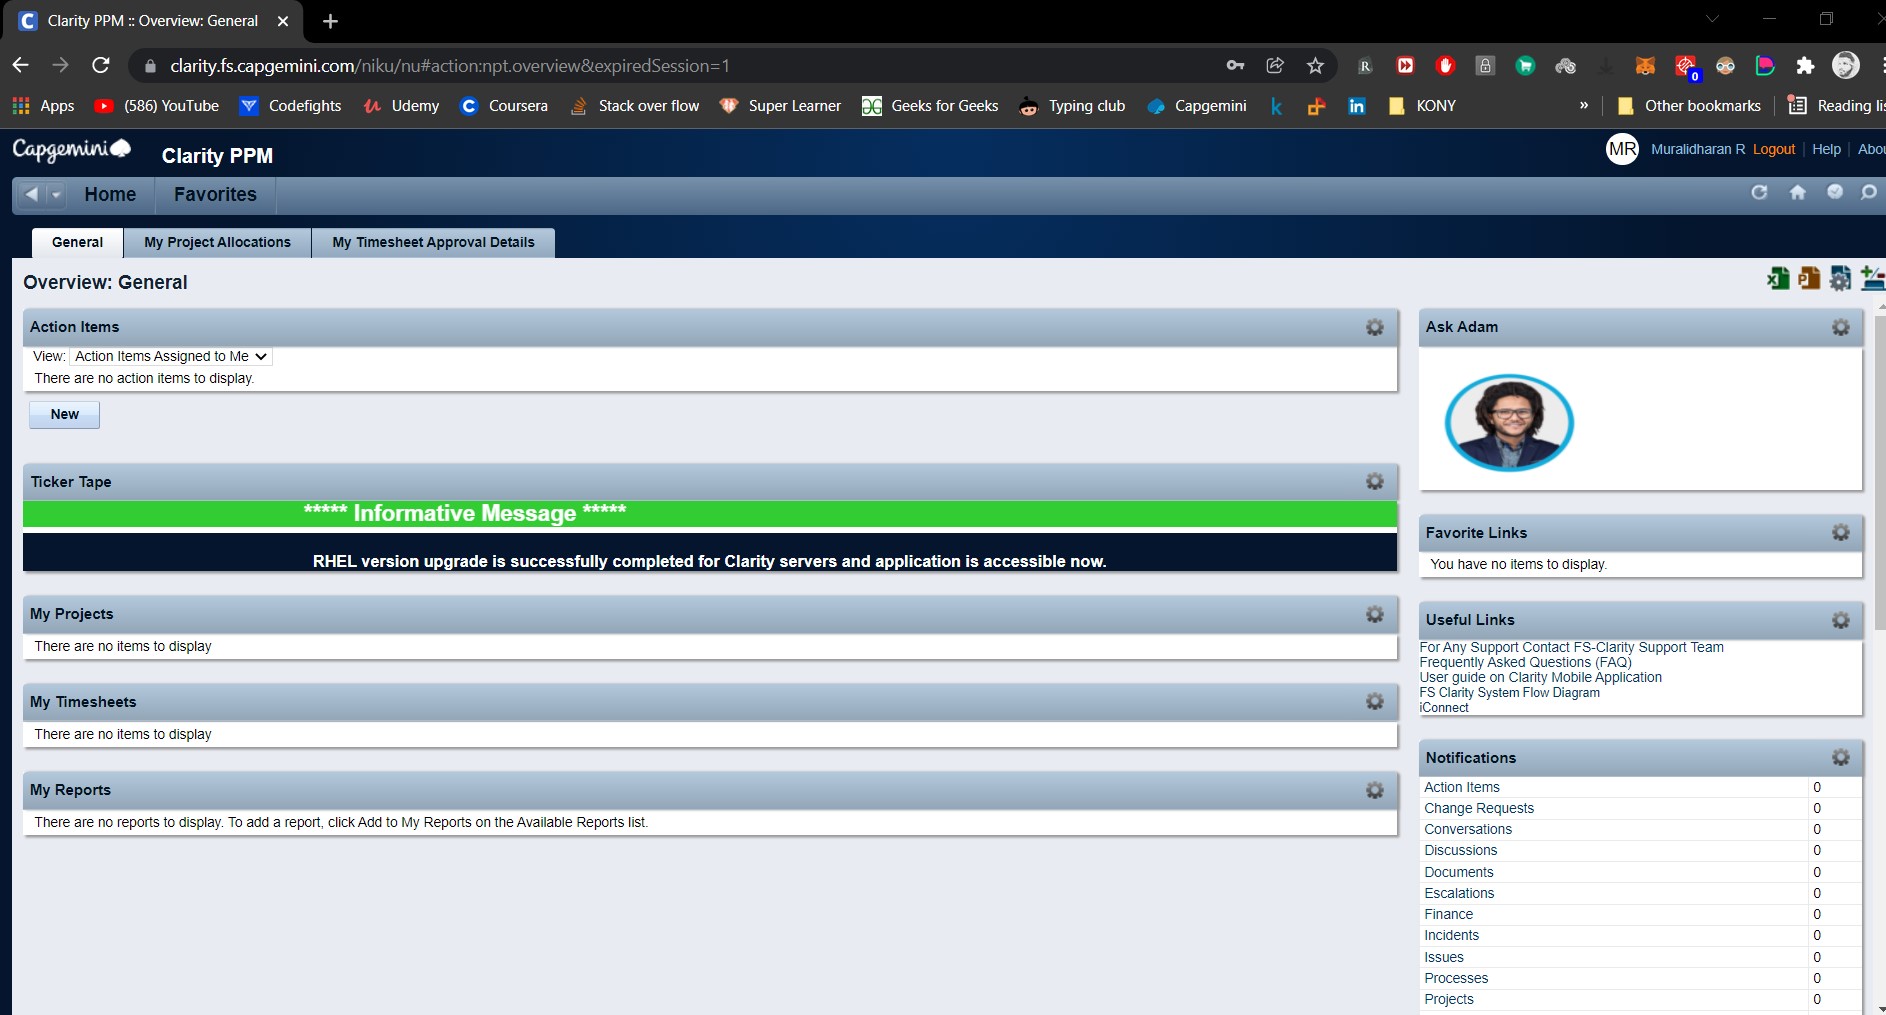 Clarity PPM :: Overview: General
clarity.fs.capgemini.com/niku/nu#action:npt.overview&expiredSession=1
R
0
Apps (586) YouTube Codefights Udemy Coursera Stack over flow Super Learner Geeks for Geeks Typing club Capgemini KONY » Other bookmarks Reading lis
Capgemini Clarity PPM MR Muralidharan R Logout | Help | Abou
Home Favorites
General My Project Allocations My Timesheet Approval Details
Overview: General
Action Items
View: Action Items Assigned to Me
There are no action items to display.
New
Ticker Tape
***** Informative Message *****
RHEL version upgrade is successfully completed for Clarity servers and application is accessible now.
My Projects
There are no items to display
My Timesheets
There are no items to display
My Reports
There are no reports to display. To add a report, click Add to My Reports on the Available Reports list.
Ask Adam
Favorite Links
You have no items to display.
Useful Links
For Any Support Contact FS-Clarity Support Team
Frequently Asked Questions (FAQ)
User guide on Clarity Mobile Application
FS Clarity System Flow Diagram
iConnect
Notifications
Action Items 0
Change Requests 0
Conversations 0
Discussions 0
Documents 0
Escalations 0
Finance 0
Incidents 0
Issues 0
Processes 0
Projects 0